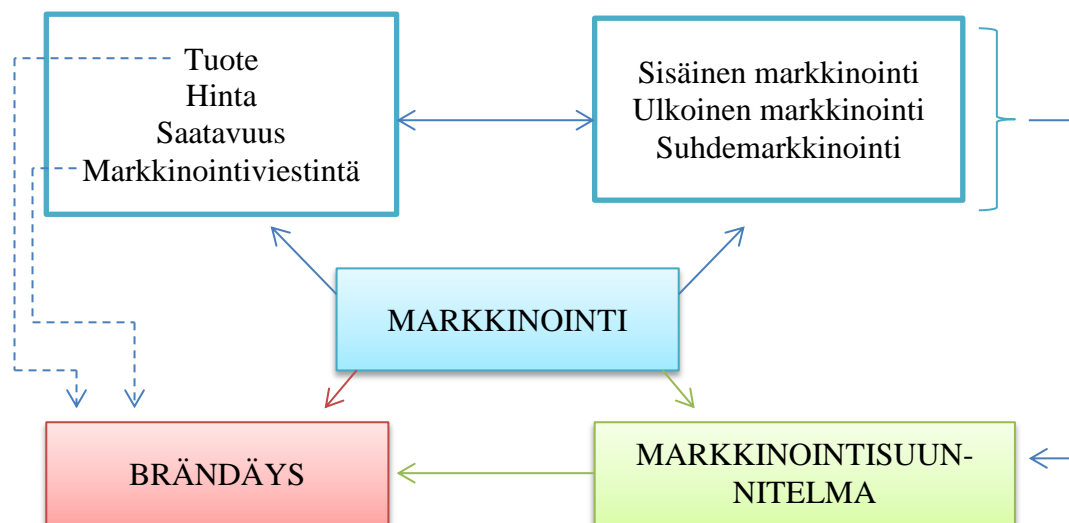 Tuote
Hinta
Saatavuus
Markkinointiviestintä
Sisäinen markkinointi
Ulkoinen markkinointi
Suhdemarkkinointi
MARKKINOINTI
BRÄNDÄYS
MARKKINOINTISUUN-
NITELMA